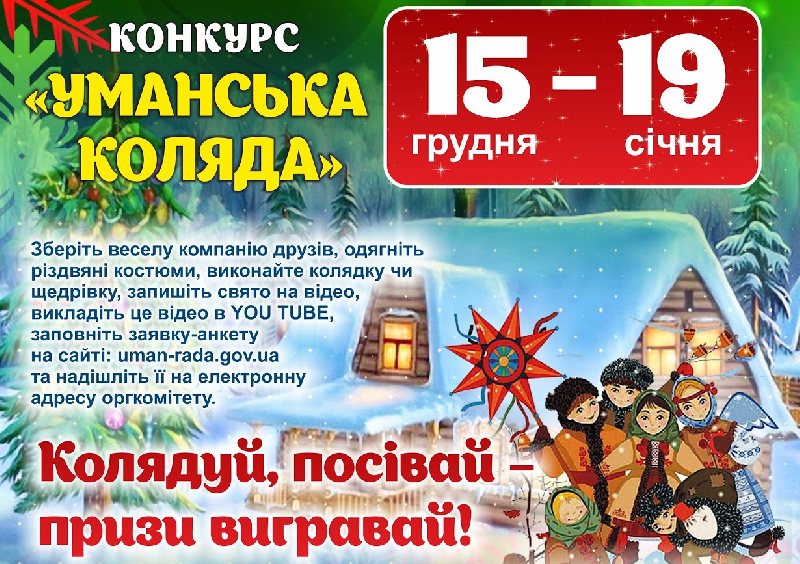 КОНКУРС
«УМАНСЬКА
КОЛЯДА»
15 – 19
грудня січня
Зберіть веселу компанію друзів, одягніть
різдвяні костюми, виконайте колядку чи
щедрівку, запишіть свято на відео,
викладіть це відео в YOU TUBE,
заповніть заявку-анкету
на сайті: uman-rada.gov.ua
та надішліть її на електронну
адресу оргкомітету.
Колядуй, посівай –
призи вигравай!